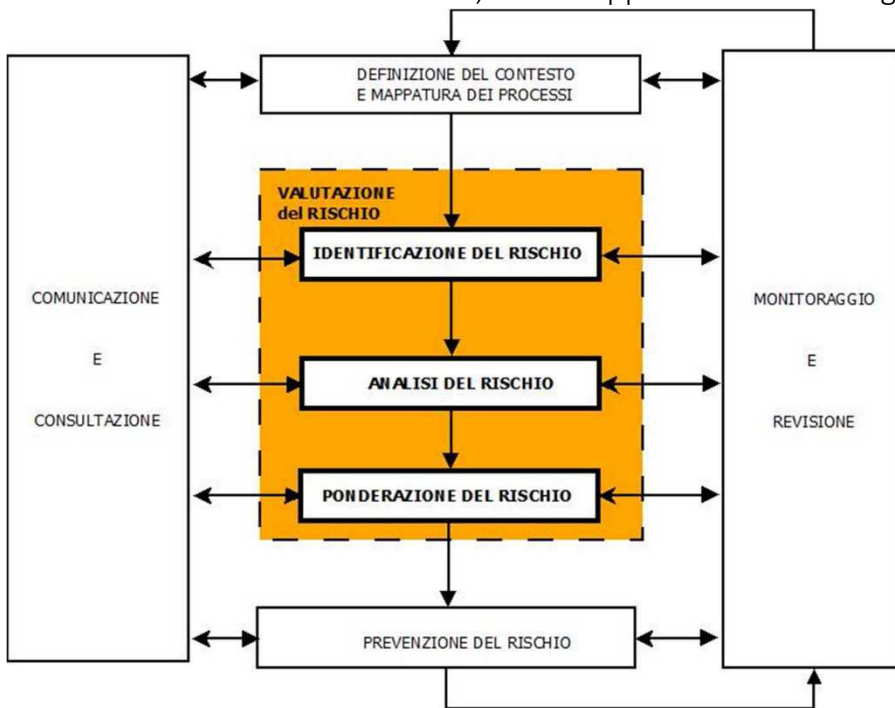 DEFINIZIONE DEL CONTESTO
E MAPPATURA DEI PROCESSI
VALUTAZIONE
del RISCHIO
IDENTIFICAZIONE DEL RISCHIO
COMUNICAZIONE
E
CONSULTAZIONE
ANALISI DEL RISCHIO
MONITORAGGIO
E
REVISIONE
PONDERAZIONE DEL RISCHIO
PREVENZIONE DEL RISCHIO